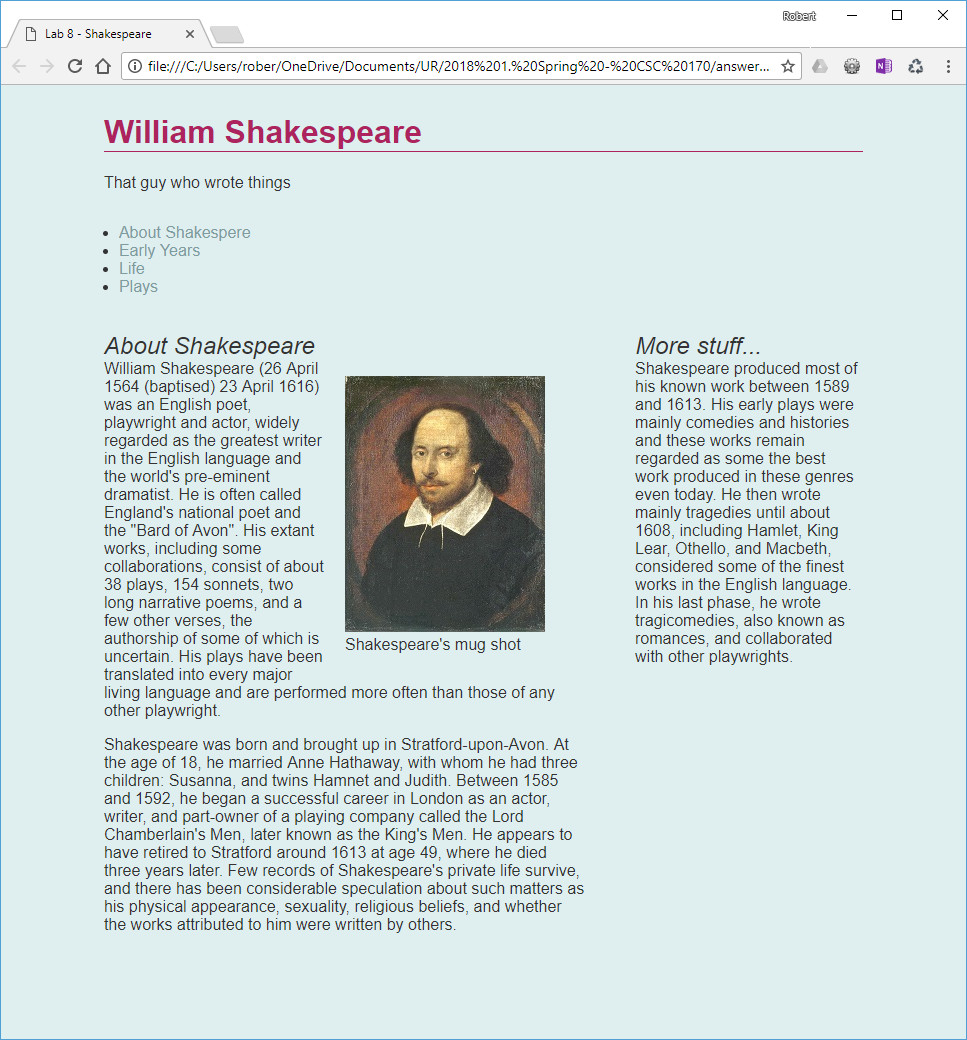 Robert
Lab 8 - Shakespeare
file:///C:/Users/rober/OneDrive/Documents/UR/2018%201.%20Spring%20-%20CSC%20170/answer...
William Shakespeare
That guy who wrote things
• About Shakespere
• Early Years
• Life
• Plays
About Shakespeare
William Shakespeare (26 April
1564 (baptised) 23 April 1616)
was an English poet,
playwright and actor, widely
regarded as the greatest writer
in the English language and
the world's pre-eminent
dramatist. He is often called
England's national poet and
the "Bard of Avon". His extant
works, including some
collaborations, consist of about
38 plays, 154 sonnets, two
long narrative poems, and a
few other verses, the
authorship of some of which is
uncertain. His plays have been
translated into every major
living language and are performed more often than those of any
other playwright.
Shakespeare's mug shot
Shakespeare was born and brought up in Stratford-upon-Avon. At
the age of 18, he married Anne Hathaway, with whom he had three
children: Susanna, and twins Hamnet and Judith. Between 1585
and 1592, he began a successful career in London as an actor,
writer, and part-owner of a playing company called the Lord
Chamberlain's Men, later known as the King's Men. He appears to
have retired to Stratford around 1613 at age 49, where he died
three years later. Few records of Shakespeare's private life survive,
and there has been considerable speculation about such matters as
his physical appearance, sexuality, religious beliefs, and whether
the works attributed to him were written by others.
More stuff...
Shakespeare produced most of
his known work between 1589
and 1613. His early plays were
mainly comedies and histories
and these works remain
regarded as some the best
work produced in these genres
even today. He then wrote
mainly tragedies until about
1608, including Hamlet, King
Lear, Othello, and Macbeth,
considered some of the finest
works in the English language.
In his last phase, he wrote
tragicomedies, also known as
romances, and collaborated
with other playwrights.